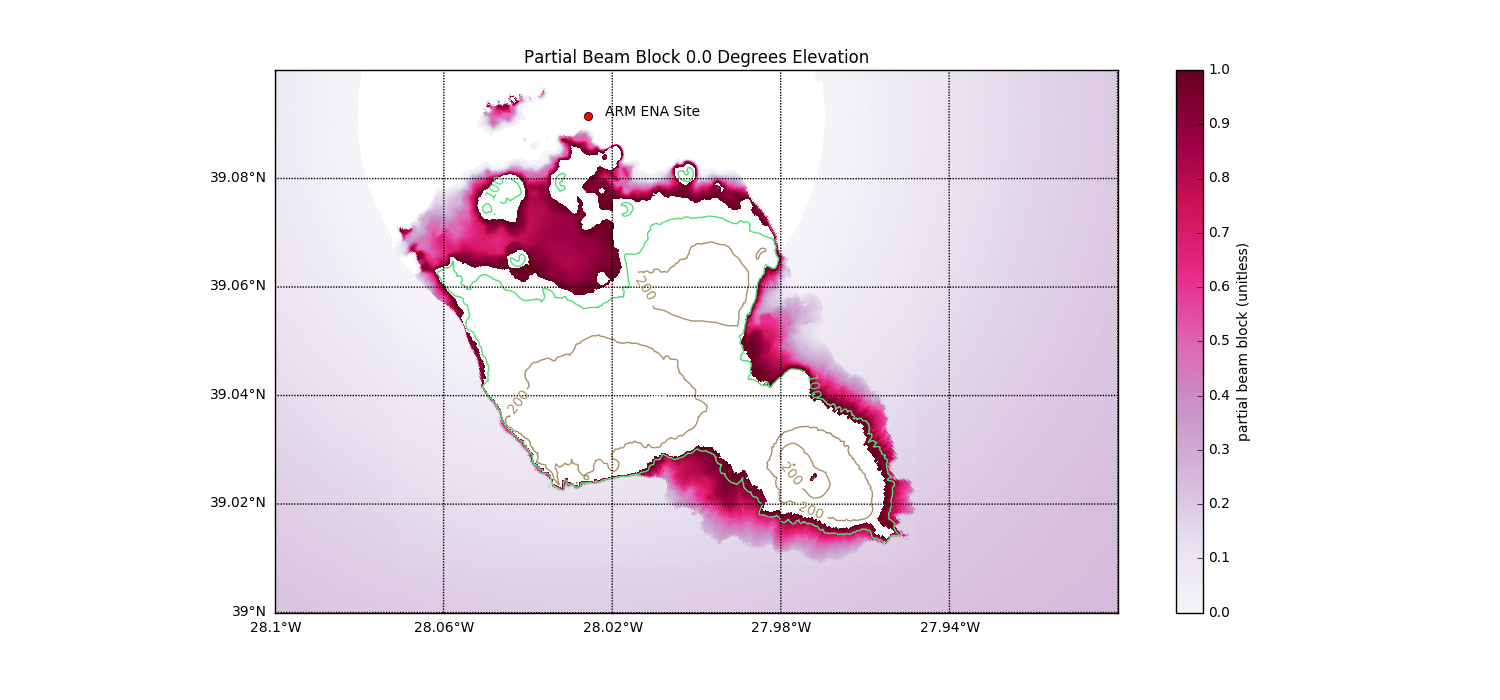 Partial Beam Block 0.0 Degrees Elevation
ARM ENA Site
39.08°N
39.06°N
39.04°N
39.02°N
39°N
28.1°W
28.06°W
28.02°W
27.98°W
27.94°W
100
200
200
100
200
200
1.0
0.9
0.8
0.7
0.6
0.5
0.4
0.3
0.2
0.1
0.0
partial beam block (unitless)